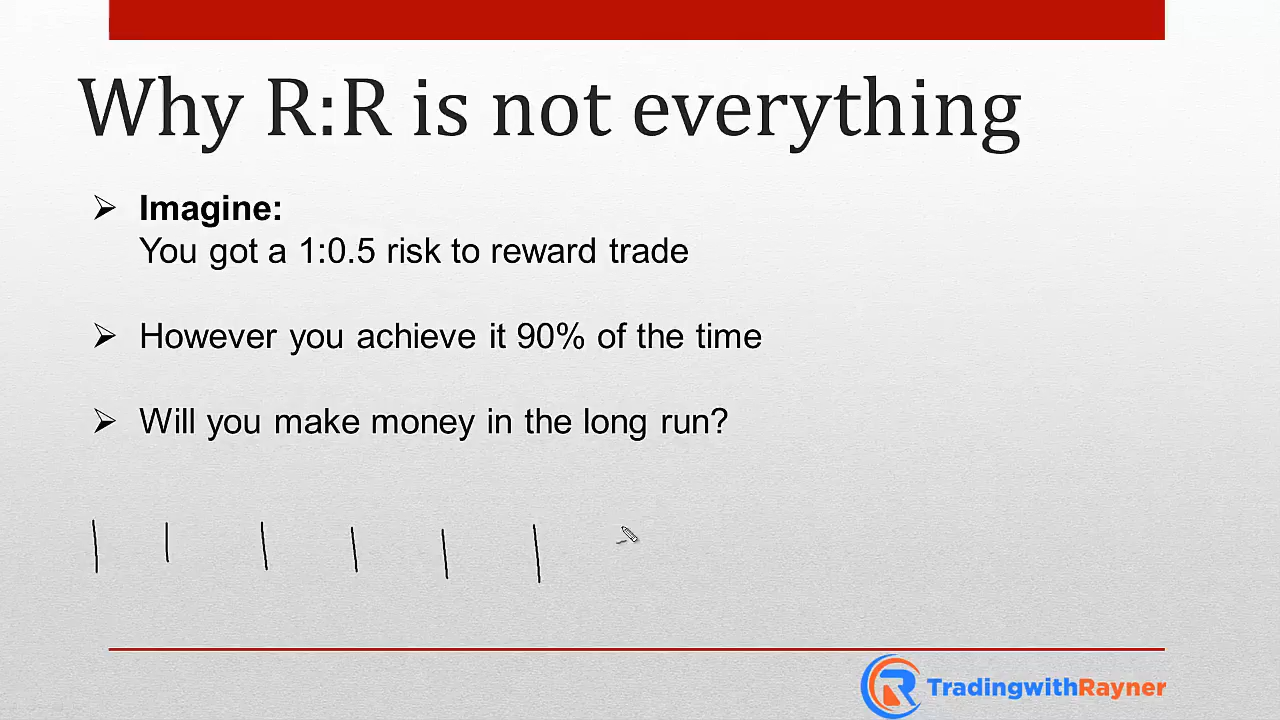 Why R:R is not everything
Imagine:
You got a 1:0.5 risk to reward trade
However you achieve it 90% of the time
Will you make money in the long run?
| | | | | |
TradingwithRayner